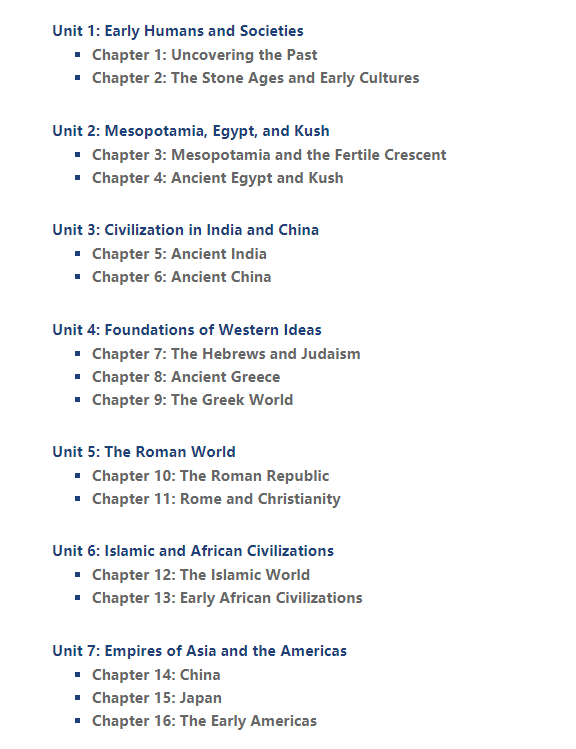 Unit 1: Early Humans and Societies
Chapter 1: Uncovering the Past
Chapter 2: The Stone Ages and Early Cultures
Unit 2: Mesopotamia, Egypt, and Kush
Chapter 3: Mesopotamia and the Fertile Crescent
Chapter 4: Ancient Egypt and Kush
Unit 3: Civilization in India and China
Chapter 5: Ancient India
Chapter 6: Ancient China
Unit 4: Foundations of Western Ideas
Chapter 7: The Hebrews and Judaism
Chapter 8: Ancient Greece
Chapter 9: The Greek World
Unit 5: The Roman World
Chapter 10: The Roman Republic
Chapter 11: Rome and Christianity
Unit 6: Islamic and African Civilizations
Chapter 12: The Islamic World
Chapter 13: Early African Civilizations
Unit 7: Empires of Asia and the Americas
Chapter 14: China
Chapter 15: Japan
Chapter 16: The Early Americas